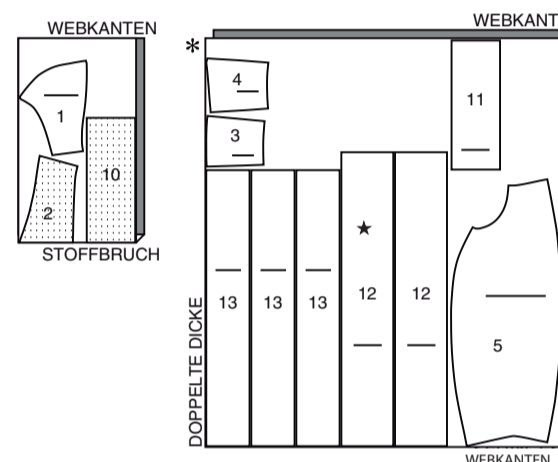 WEBKANTEN
1
2
10
STOFFBRUCH
WEBKANT
*
4
3
11
DOPPELTE DICKE
13
13
13
★
12
12
5
WEBKANTEN